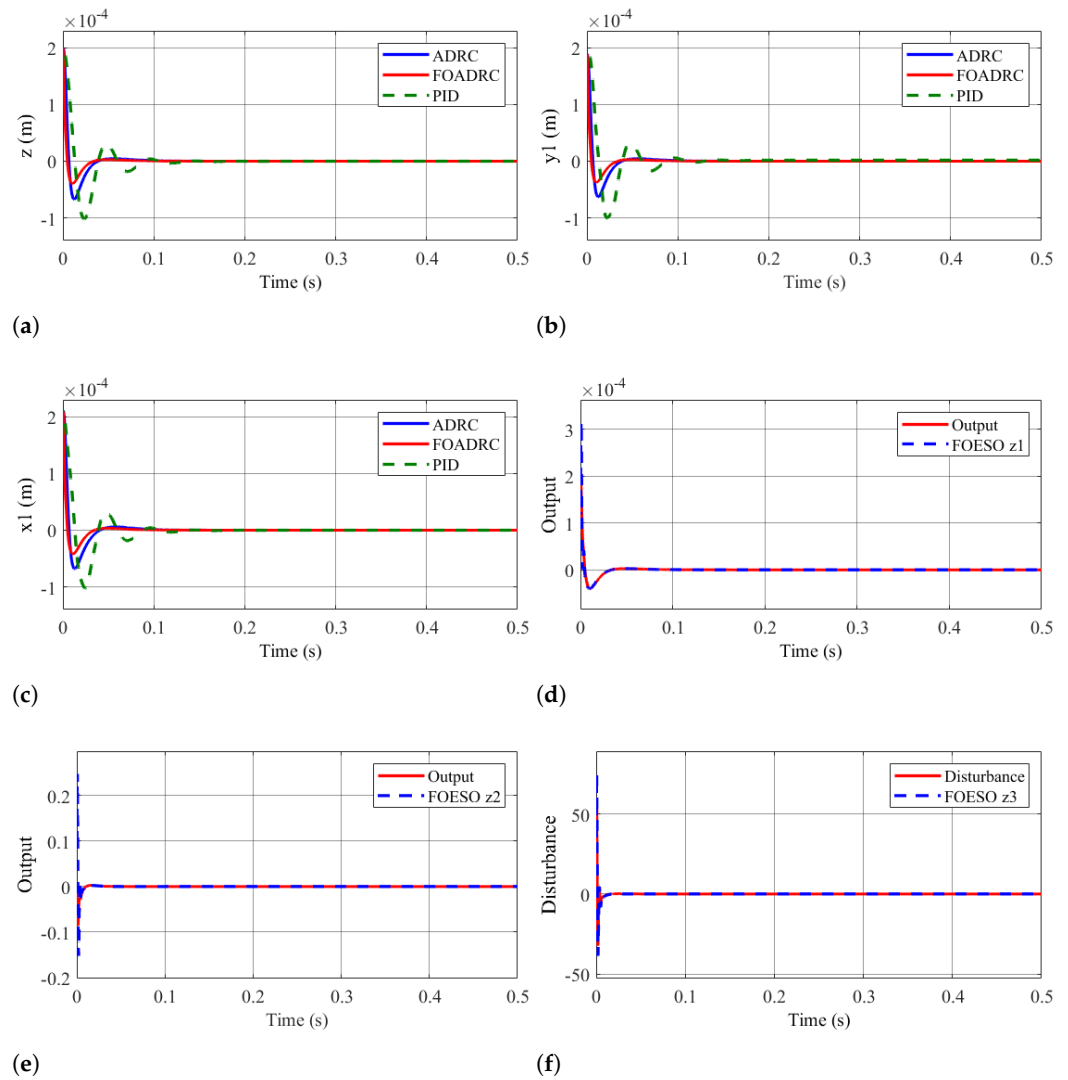 ×10-4
2
1
0
-1
z (m)
0
0.1
0.2
0.3
0.4
0.5
Time (s)
ADRC
FOADRC
PID
(a)
×10-4
2
1
0
-1
y1 (m)
0
0.1
0.2
0.3
0.4
0.5
Time (s)
ADRC
FOADRC
PID
(b)
×10-4
2
1
0
-1
x1 (m)
0
0.1
0.2
0.3
0.4
0.5
Time (s)
ADRC
FOADRC
PID
(c)
×10-4
3
2
1
0
Output
0
0.1
0.2
0.3
0.4
0.5
Time (s)
Output
FOESO z1
(d)
0.2
0.1
0
-0.1
-0.2
Output
0
0.1
0.2
0.3
0.4
0.5
Time (s)
Output
FOESO z2
(e)
50
0
-50
Disturbance
0
0.1
0.2
0.3
0.4
0.5
Time (s)
Disturbance
FOESO z3
(f)